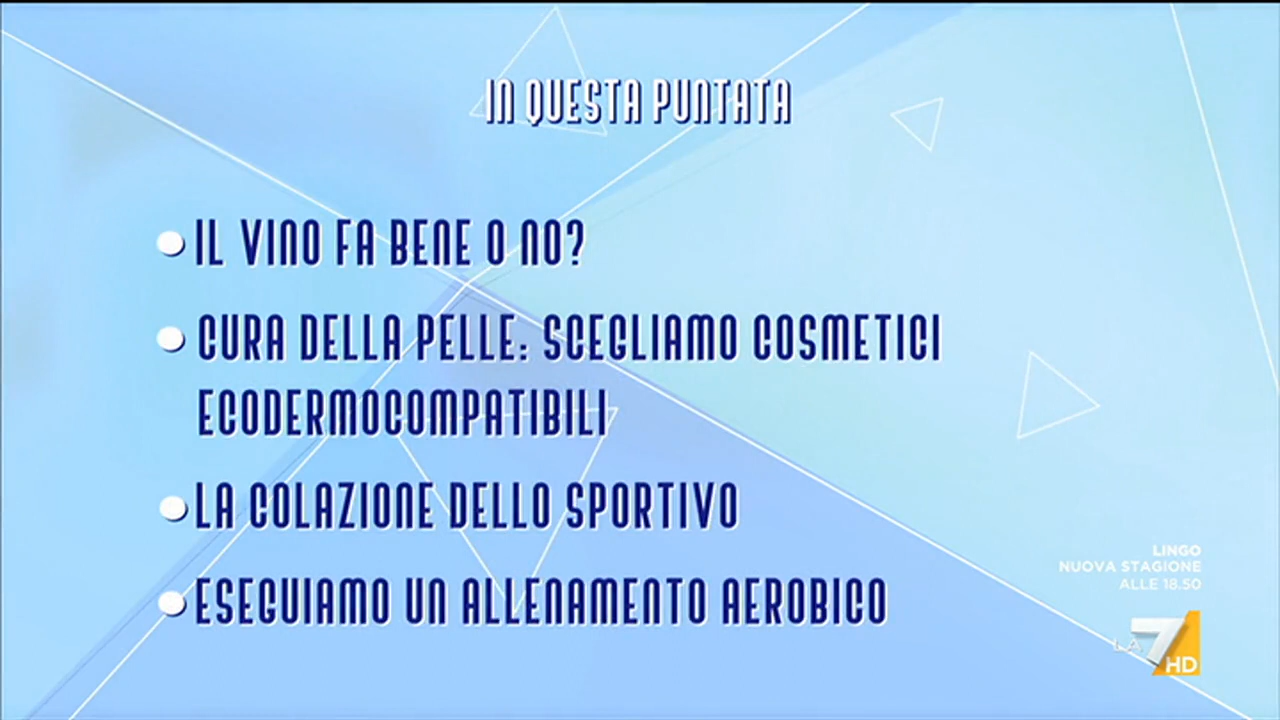 IN QUESTA PUNTATA
IL VINO FA BENE O NO?
CURA DELLA PELLE: SCEGLIAMO COSMETICI
ECODERMOCOMPATIBILI
LA COLAZIONE DELLO SPORTIVO
ESEGUIAMO UN ALLENAMENTO AEROBICO
LINGO
NUOVA STAGIONE
ALLE 18.50
LA 7
HD